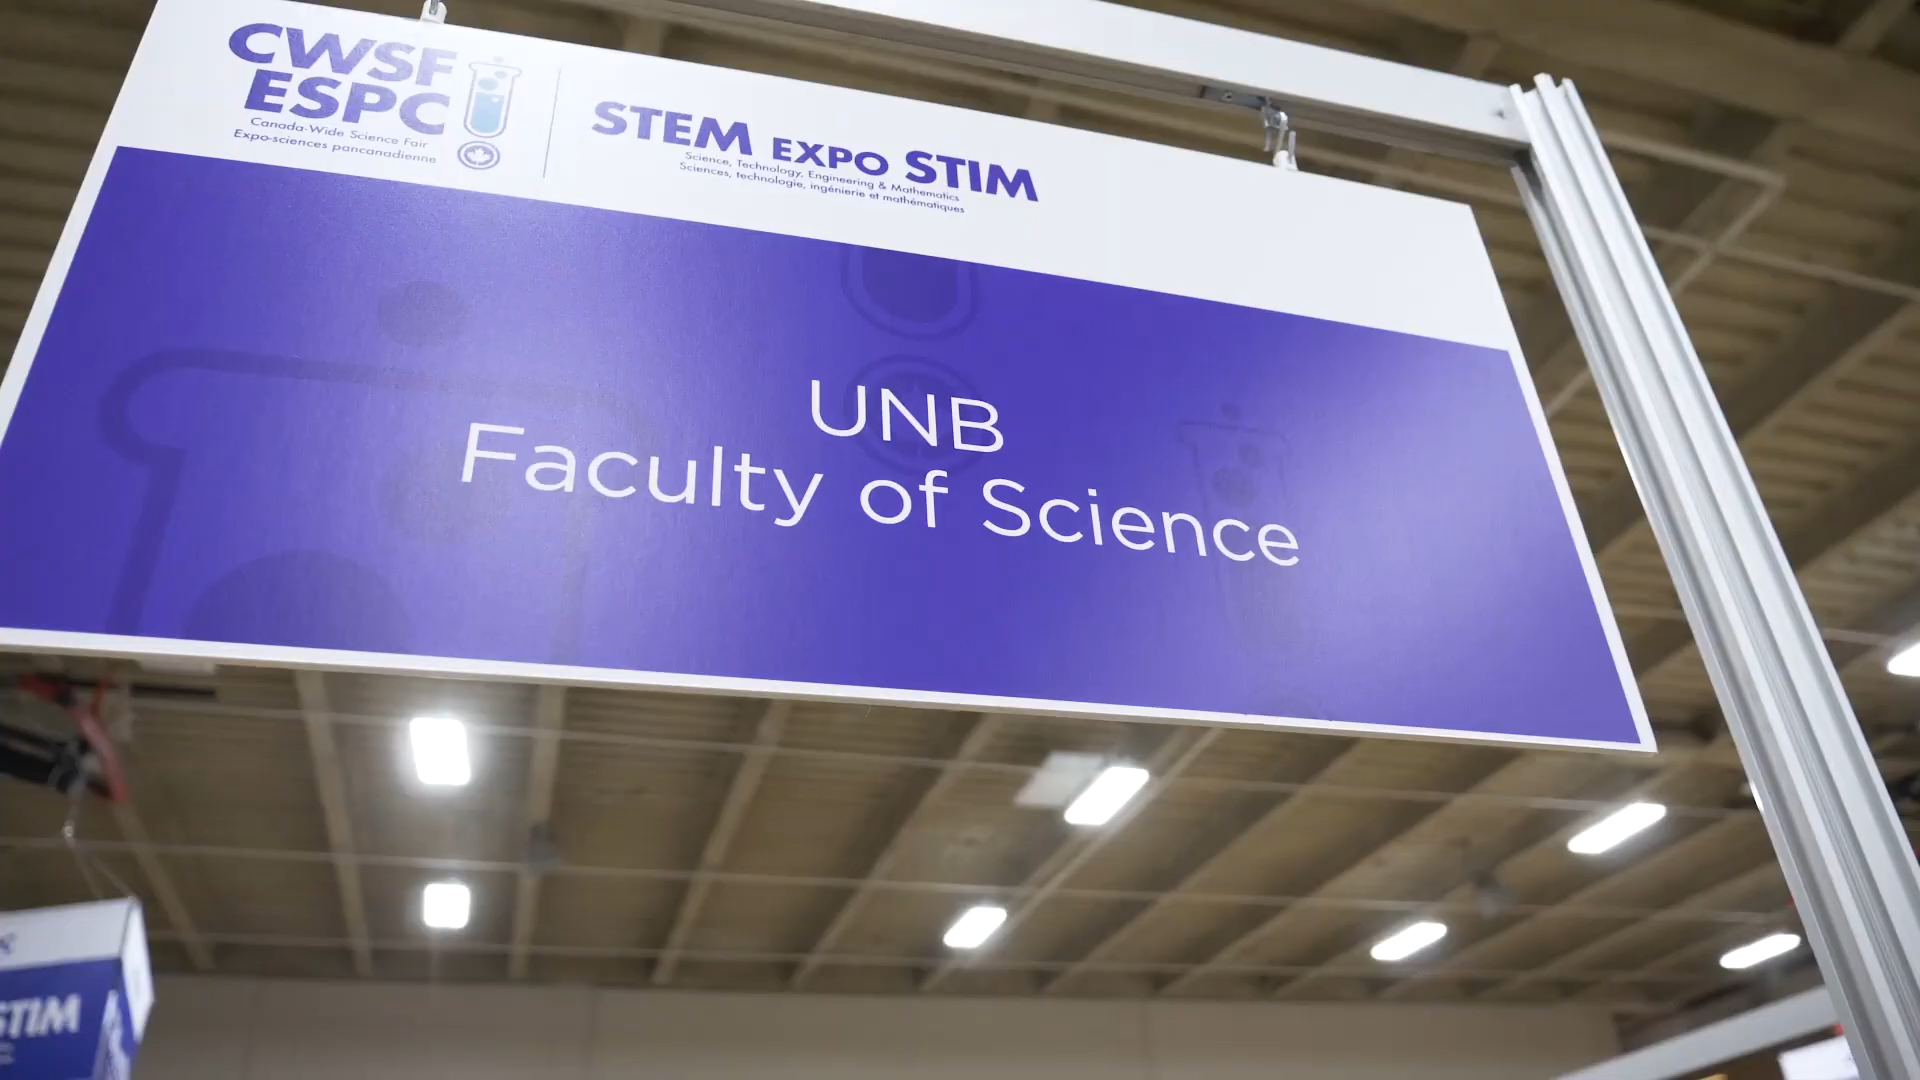 CWSF
ESPC
Canada-Wide Science Fair
Expo-sciences pancanadienne
STEM EXPO STIM
Science, Technology, Engineering & Mathematics
Sciences, technologie, ingénierie et mathématiques
UNB
Faculty of Science
STIM